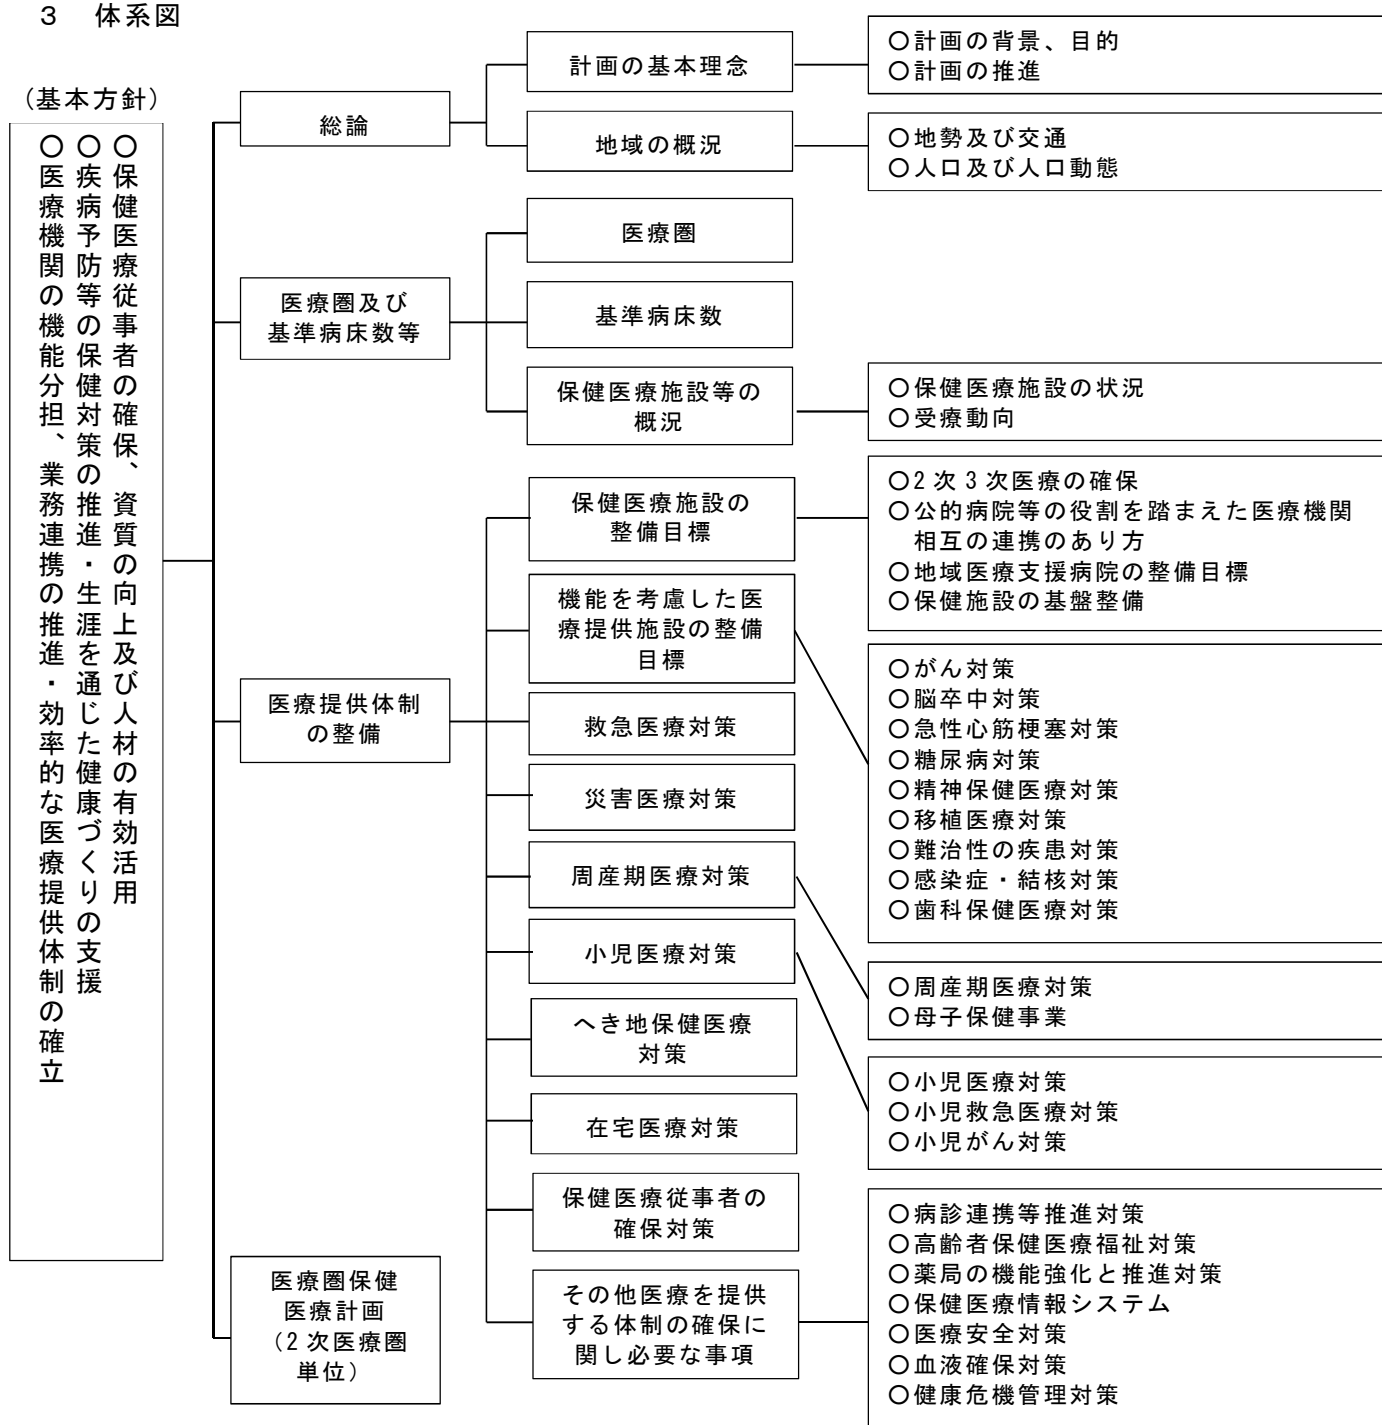 ３　体系図
（基本方針）
○保健医療従事者の確保、資質の向上及び人材の有効活用
○疾病予防等の保健対策の推進・生涯を通じた健康づくりの支援
○医療機関の機能分担、業務連携の推進・効率的な医療提供体制の確立
総論
計画の基本理念
○計画の背景、目的
○計画の推進
地域の概況
○地勢及び交通
○人口及び人口動態
医療圏及び
基準病床数等
医療圏
基準病床数
保健医療施設等の
概況
○保健医療施設の状況
○受療動向
医療提供体制
の整備
保健医療施設の
整備目標
○2次3次医療の確保
○公的病院等の役割を踏まえた医療機関
相互の連携のあり方
○地域医療支援病院の整備目標
○保健施設の基盤整備
機能を考慮した医
療提供施設の整備
目標
○がん対策
○脳卒中対策
○急性心筋梗塞対策
○糖尿病対策
○精神保健医療対策
○移植医療対策
○難治性の疾患対策
○感染症・結核対策
○歯科保健医療対策
救急医療対策
災害医療対策
周産期医療対策
○周産期医療対策
○母子保健事業
小児医療対策
○小児医療対策
○小児救急医療対策
○小児がん対策
へき地保健医療
対策
在宅医療対策
保健医療従事者の
確保対策
その他医療を提供
する体制の確保に
関し必要な事項
○病診連携等推進対策
○高齢者保健医療福祉対策
○薬局の機能強化と推進対策
○保健医療情報システム
○医療安全対策
○血液確保対策
○健康危機管理対策
医療圏保健
医療計画
（2次医療圏
単位）